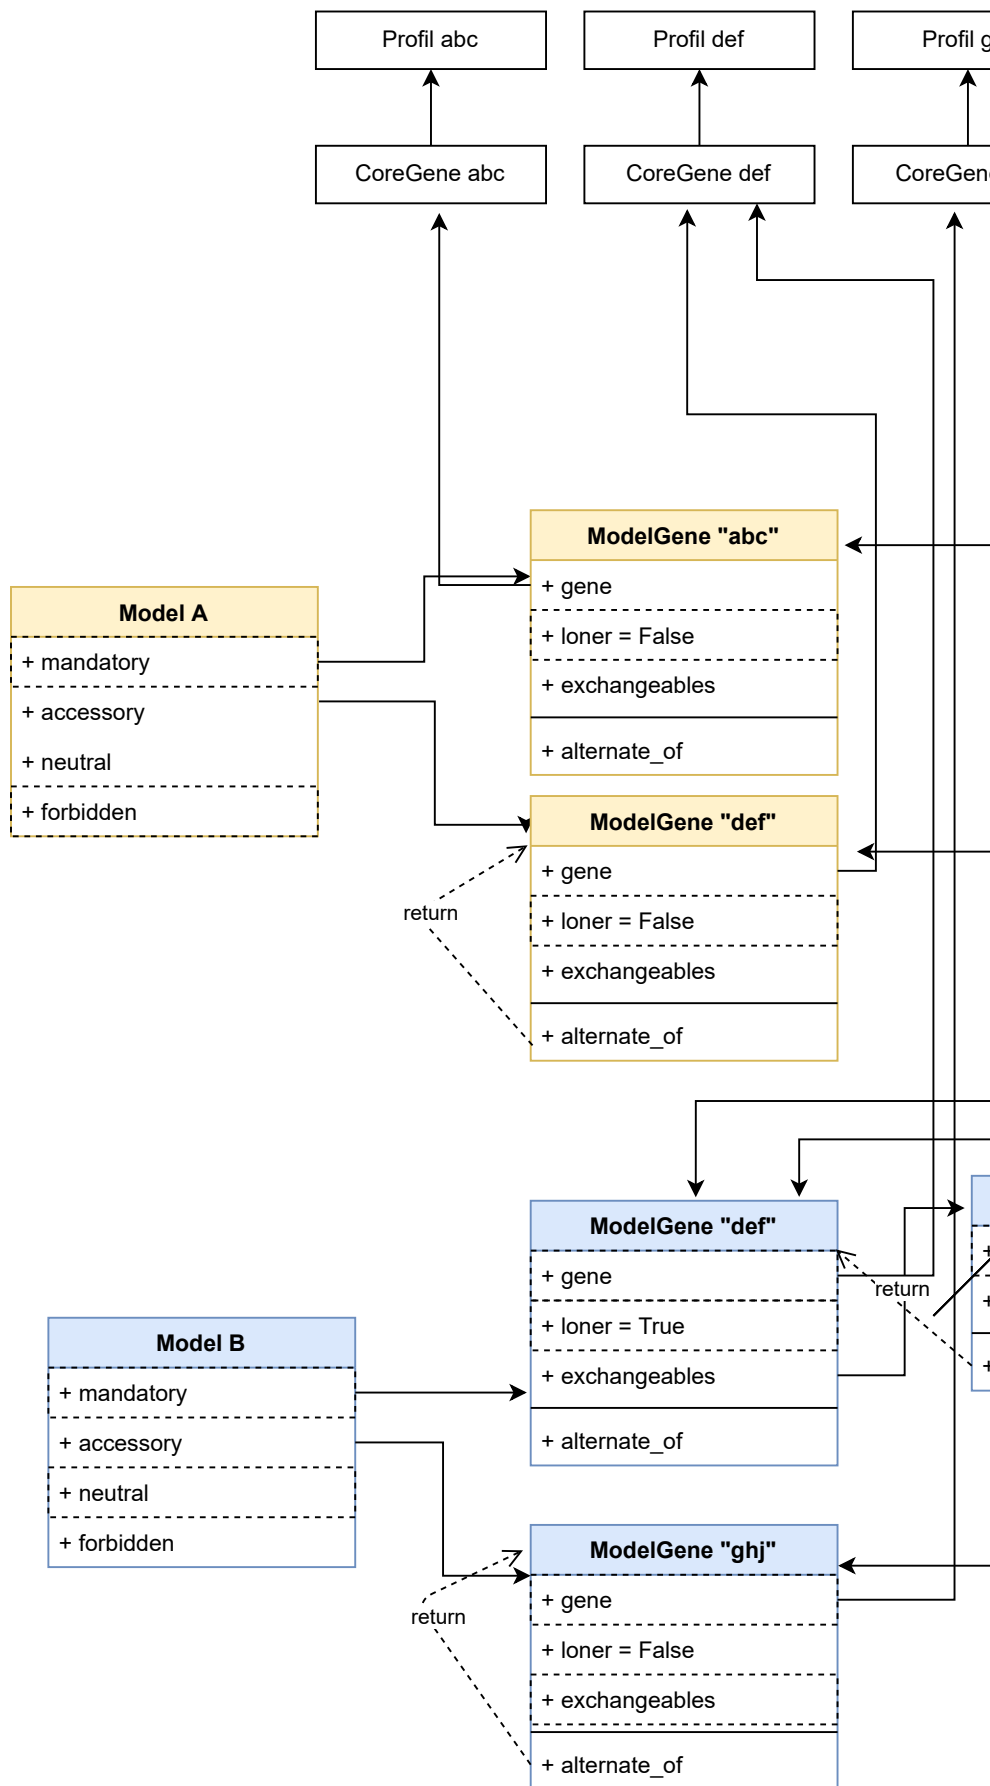 Profil abc
Profil def
Profil g
CoreGene abc
CoreGene def
CoreGene
ModelGene "abc"
+ gene
+ loner = False
+ exchangeables
+ alternate_of
Model A
+ mandatory
+ accessory
+ neutral
+ forbidden
ModelGene "def"
+ gene
+ loner = False
+ exchangeables
+ alternate_of
return
ModelGene "def"
+ gene
+ loner = True
+ exchangeables
+ alternate_of
return
+
+
+
Model B
+ mandatory
+ accessory
+ neutral
+ forbidden
ModelGene "ghj"
+ gene
+ loner = False
+ exchangeables
+ alternate_of
return